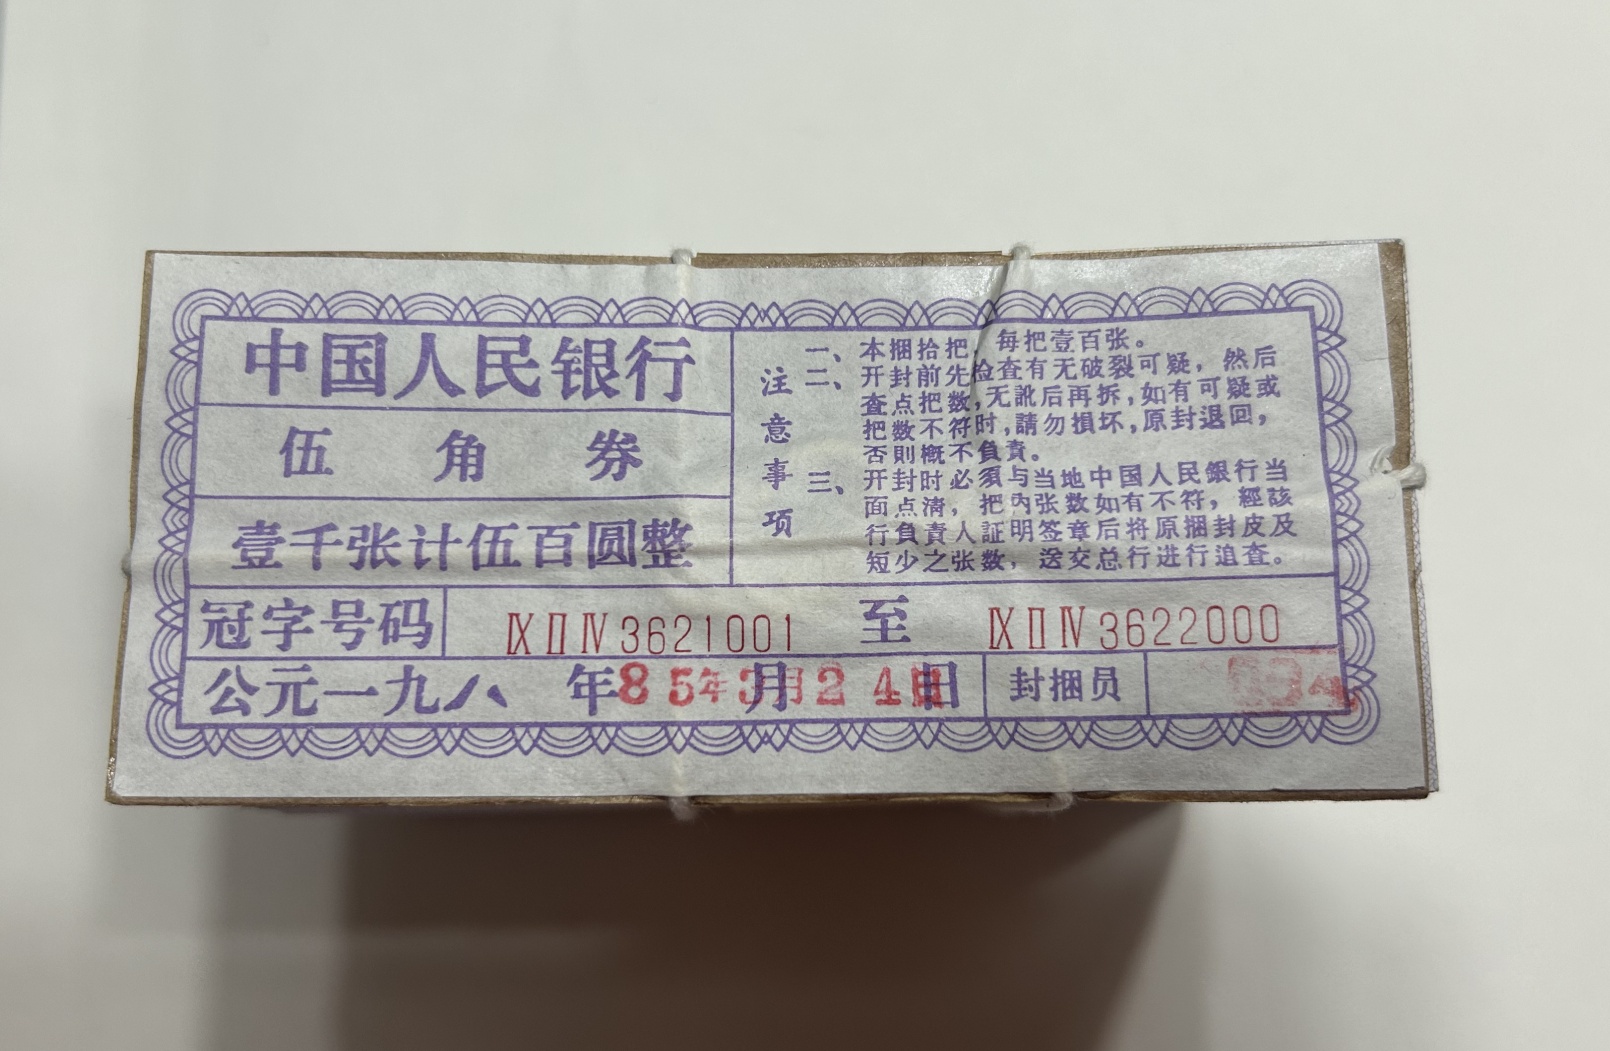 中国人民银行
伍角券
壹千张计伍百圆整
注意事项
一、本捆拾把，每把壹百张。
二、开封前先检查有无破裂可疑，然后
查点把数，无訛后再拆，如有可疑或
把数不符时，請勿損坏，原封退回，
否則概不負責。
三、开封时必須与当地中国人民銀行当
面点清，把内张数如有不符，經該
行負責人証明签章后将原捆封皮及
短少之张数，送交总行进行追查。
冠字号码 ⅨⅡⅣ3621001 至 ⅨⅡⅣ3622000
公元一九八 年 月 日 封捆员
85年3月24日